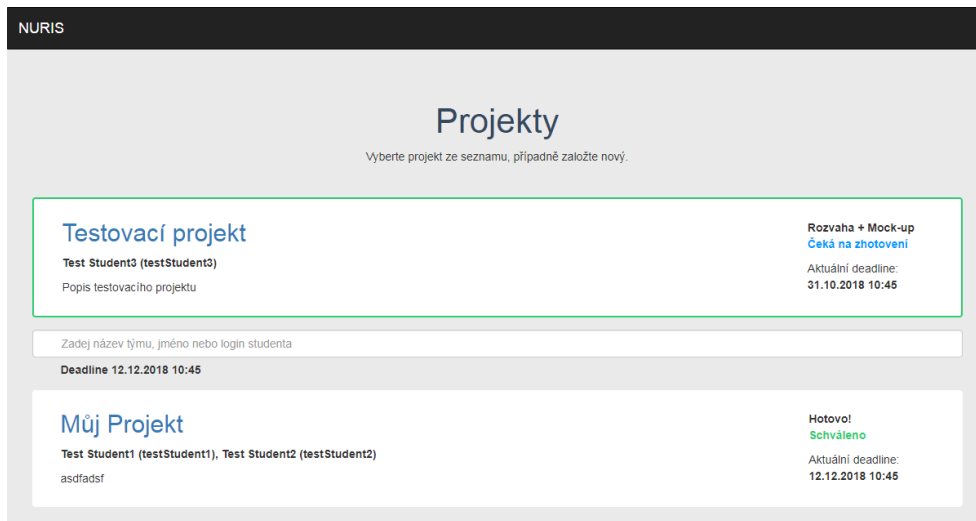 NURIS
Projekty
Vyberte projekt ze seznamu, případně založte nový.
Testovací projekt
Test Student3 (testStudent3)
Popis testovacího projektu
Rozvaha + Mock-up
Čeká na zhotovení
Aktuální deadline:
31.10.2018 10:45
Zadej název týmu, jméno nebo login studenta
Deadline 12.12.2018 10:45
Můj Projekt
Test Student1 (testStudent1), Test Student2 (testStudent2)
asdfadsf
Hotovo!
Schváleno
Aktuální deadline:
12.12.2018 10:45